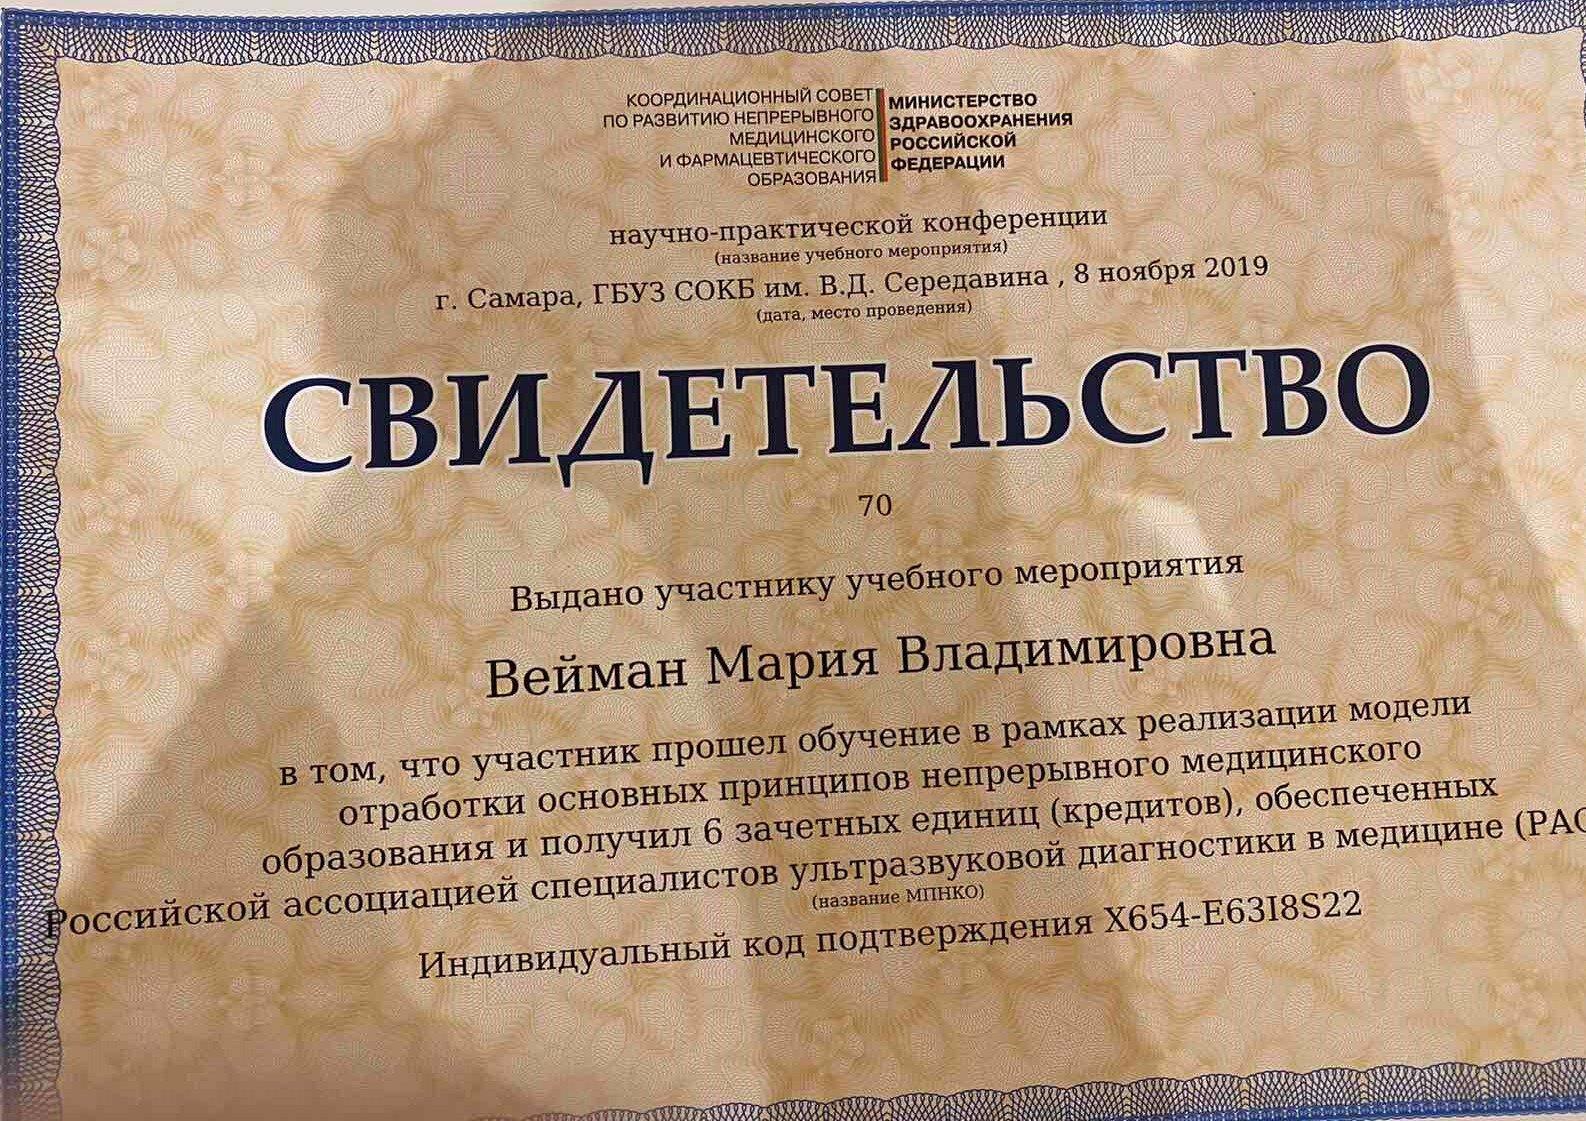 КООРДИНАЦИОННЫЙ СОВЕТ
ПО РАЗВИТИЮ НЕПРЕРЫВНОГО
МЕДИЦИНСКОГО
И ФАРМАЦЕВТИЧЕСКОГО
ОБРАЗОВАНИЯ
МИНИСТЕРСТВО
ЗДРАВООХРАНЕНИЯ
РОССИЙСКОЙ
ФЕДЕРАЦИИ
научно-практической конференции
(название учебного мероприятия)
г. Самара, ГБУЗ СОКБ им. В.Д. Середавина , 8 ноября 2019
(дата, место проведения)
СВИДЕТЕЛЬСТВО
70
Выдано участнику учебного мероприятия
Вейман Мария Владимировна
в том, что участник прошел обучение в рамках реализации модели
отработки основных принципов непрерывного медицинского
образования и получил 6 зачетных единиц (кредитов), обеспеченных
Российской ассоциацией специалистов ультразвуковой диагностики в медицине (РАС
(название МПНКО)
Индивидуальный код подтверждения X654-E63I8S22